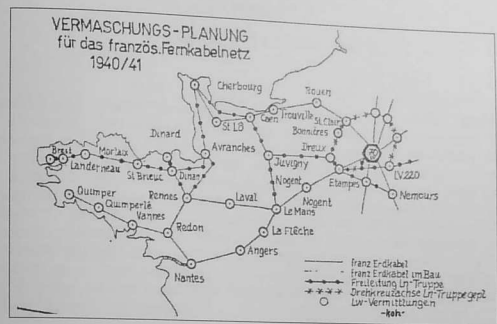 VERMASCHUNGS-PLANUNG
für das französ. Fernkabelnetz
1940/41
Cherbourg
Rouen
St. Lô
Caen
Trouville
St. Clair
Bonnières
Dinard
Avranches
Juvigny
Dreux
Brest
Morlaix
Landerneau
St Brieuc
Dinan
Etampes
LV.220
Nogent
Quimper
Rennes
Laval
Nogent
Nemours
Quimperlé
Le Mans
Vannes
Redon
La Flèche
Angers
Nantes
franz Erdkabel
franz Erdkabel im Bau
Freileitung Ln-Truppe
Drehkreuzachse Ln-Truppe gepl
Lw-Vermittlungen
-koh-